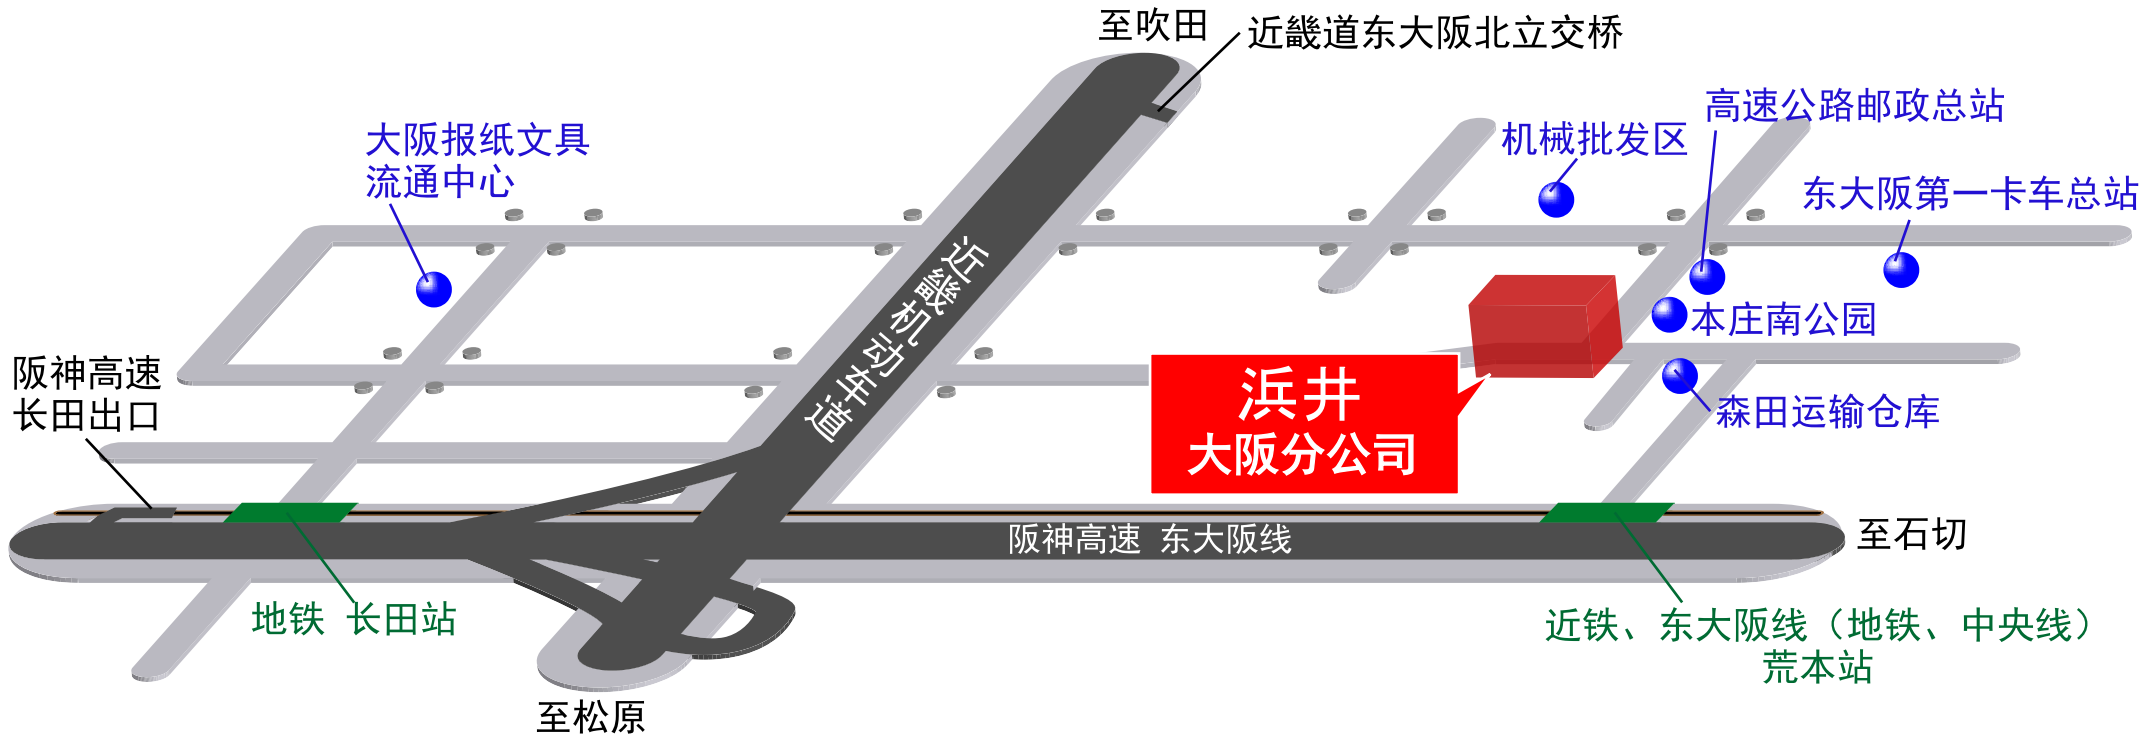 至吹田
近畿道东大阪北立交桥
高速公路邮政总站
机械批发区
大阪报纸文具
流通中心
东大阪第一卡车总站
近畿机动车道
本庄南公园
阪神高速
长田出口
浜井
大阪分公司
森田运输仓库
阪神高速 东大阪线
至石切
地铁 长田站
近铁、东大阪线（地铁、中央线）
荒本站
至松原